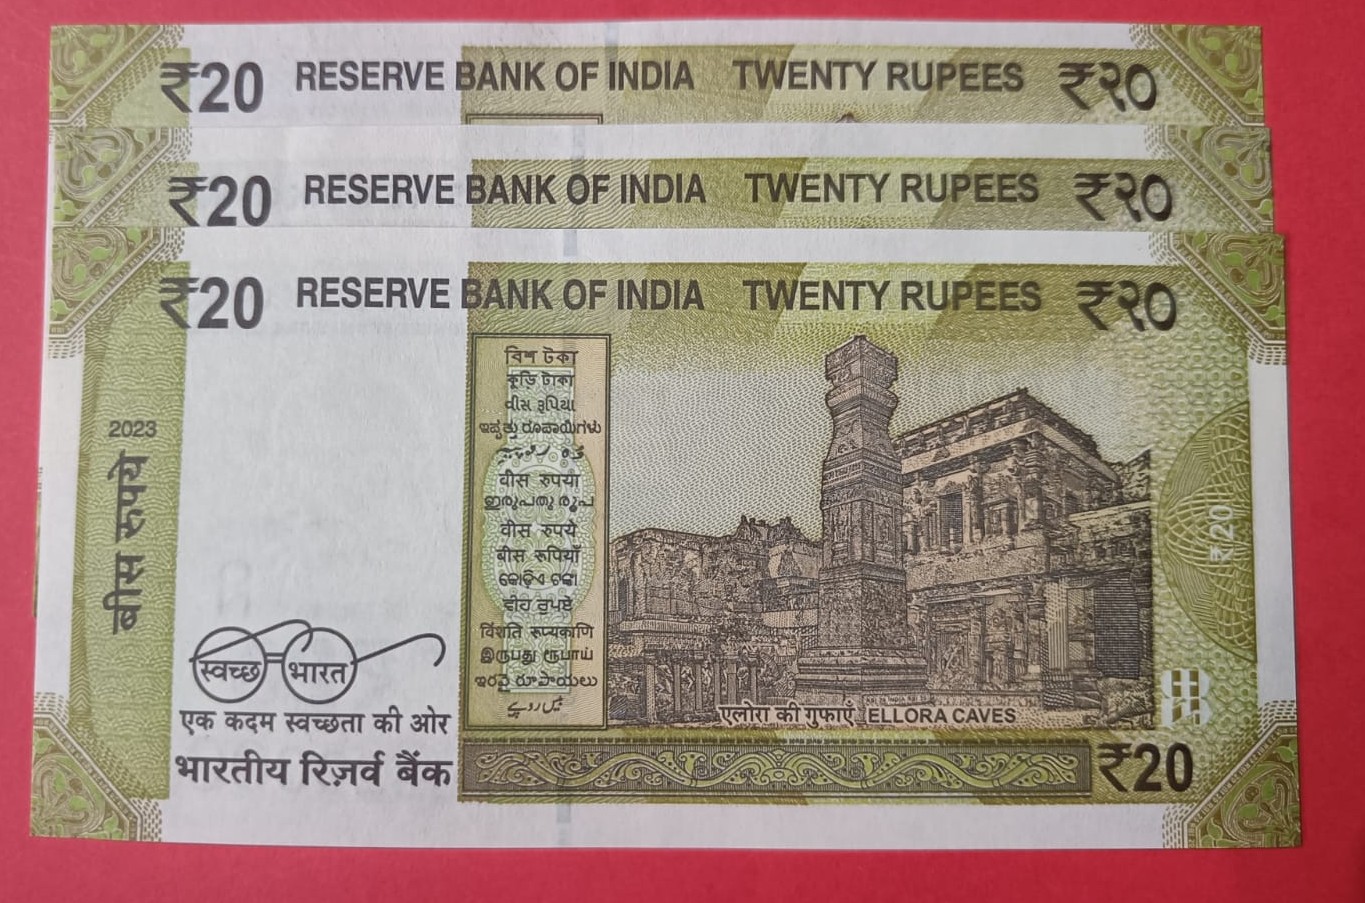 ₹20 RESERVE BANK OF INDIA TWENTY RUPEES ₹२०
₹20 RESERVE BANK OF INDIA TWENTY RUPEES ₹२०
₹20 RESERVE BANK OF INDIA TWENTY RUPEES ₹२०
2023
बीस रुपये
বিশ টকা
কুড়ি টাকা
વીસ રૂપિયા
ಇಪ್ಪತ್ತು ರೂಪಾಯಿಗಳು
वीस रुपया
ഇരുപതു രൂപ
वीस रुपये
बीस रुपियाँ
କୋଡ଼ିଏ ଟଙ୍କା
ਵੀਹ ਰੁਪਏ
विंशति रूप्यकाणि
இருபது ரூபாய்
ఇరవై రూపాయలు
بیس روپے
₹20
स्वच्छ भारत
एक कदम स्वच्छता की ओर
एलोरा की गुफाएँ ELLORA CAVES
भारतीय रिज़र्व बैंक
₹20